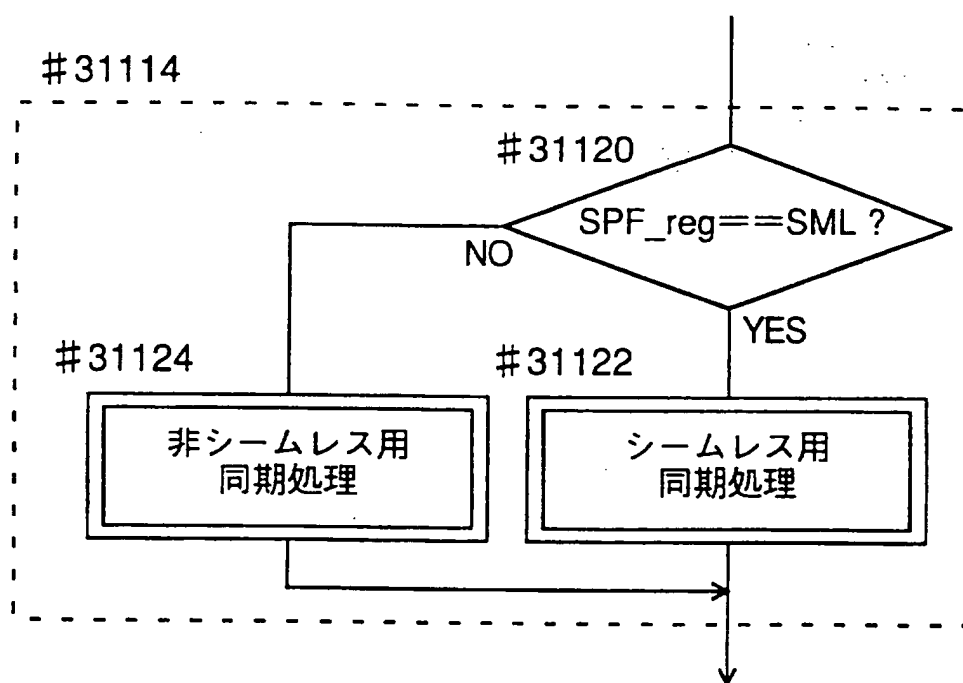 #31114
#31120
SPF_reg==SML ?
NO
YES
#31124
#31122
非シームレス用
同期処理
シームレス用
同期処理